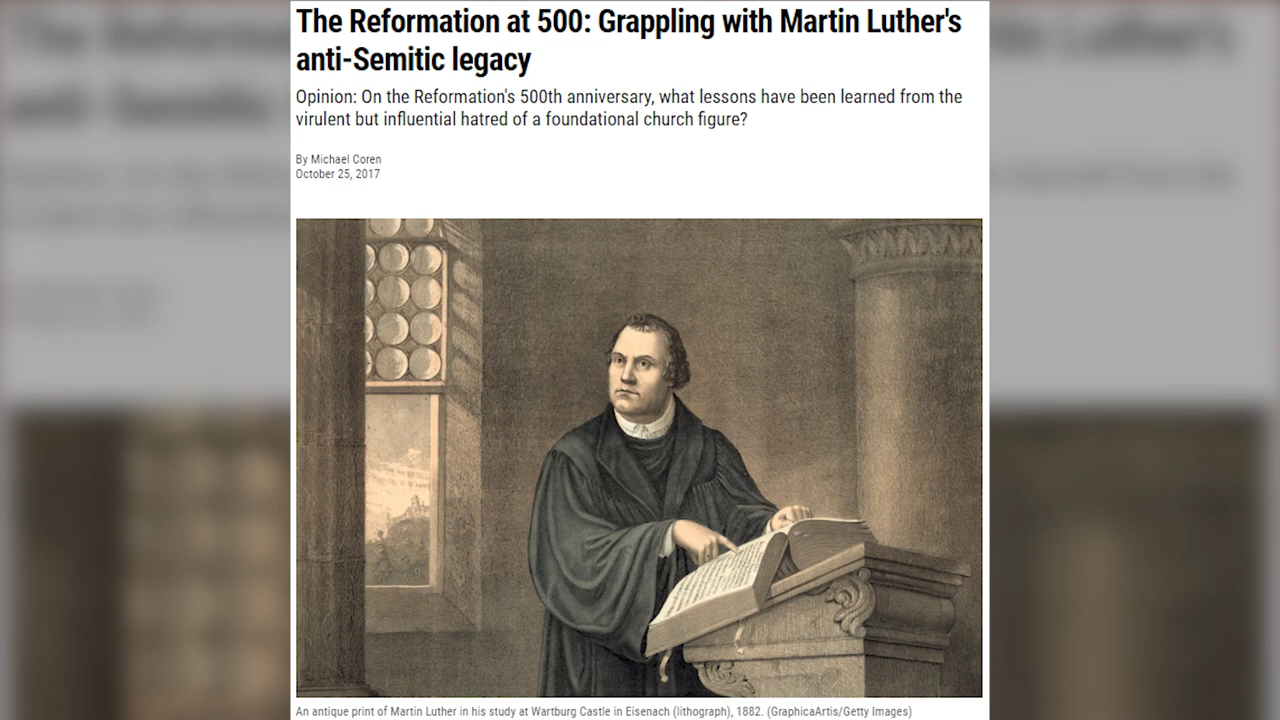 The Reformation at 500: Grappling with Martin Luther's
anti-Semitic legacy
Opinion: On the Reformation's 500th anniversary, what lessons have been learned from the
virulent but influential hatred of a foundational church figure?
By Michael Coren
October 25, 2017
An antique print of Martin Luther in his study at Wartburg Castle in Eisenach (lithograph), 1882. (GraphicaArtis/Getty Images)